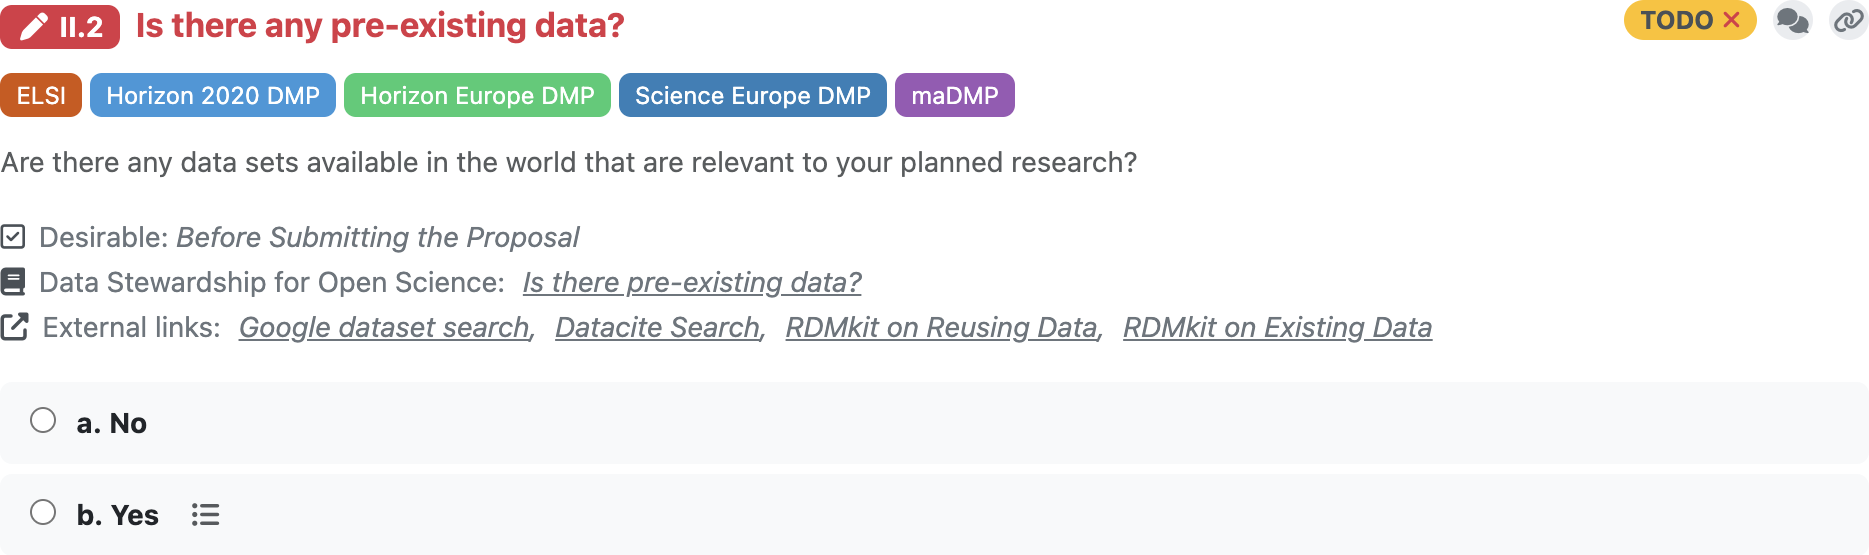 II.2 Is there any pre-existing data? TODO
ELSI Horizon 2020 DMP Horizon Europe DMP Science Europe DMP maDMP
Are there any data sets available in the world that are relevant to your planned research?
Desirable: Before Submitting the Proposal
Data Stewardship for Open Science: Is there pre-existing data?
External links: Google dataset search, Datacite Search, RDMkit on Reusing Data, RDMkit on Existing Data
a. No
b. Yes